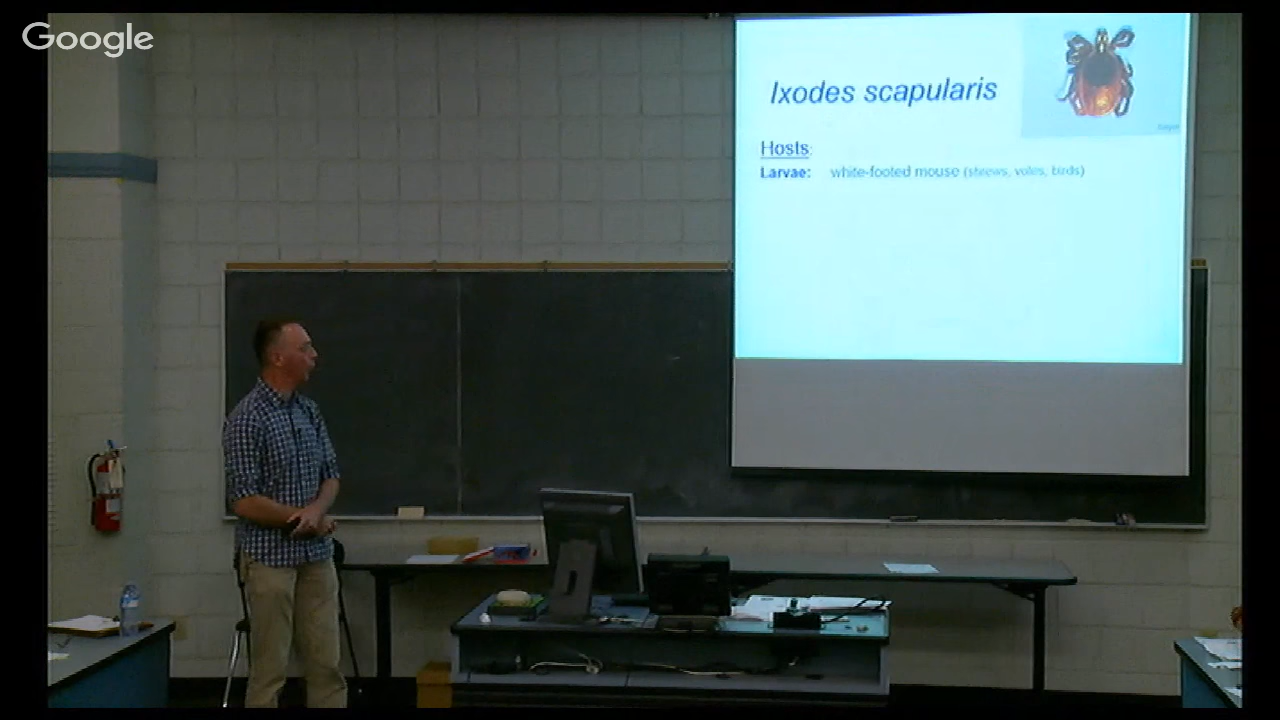 Google
Ixodes scapularis
Hosts:
Larvae: white-footed mouse (shrews, voles, birds)